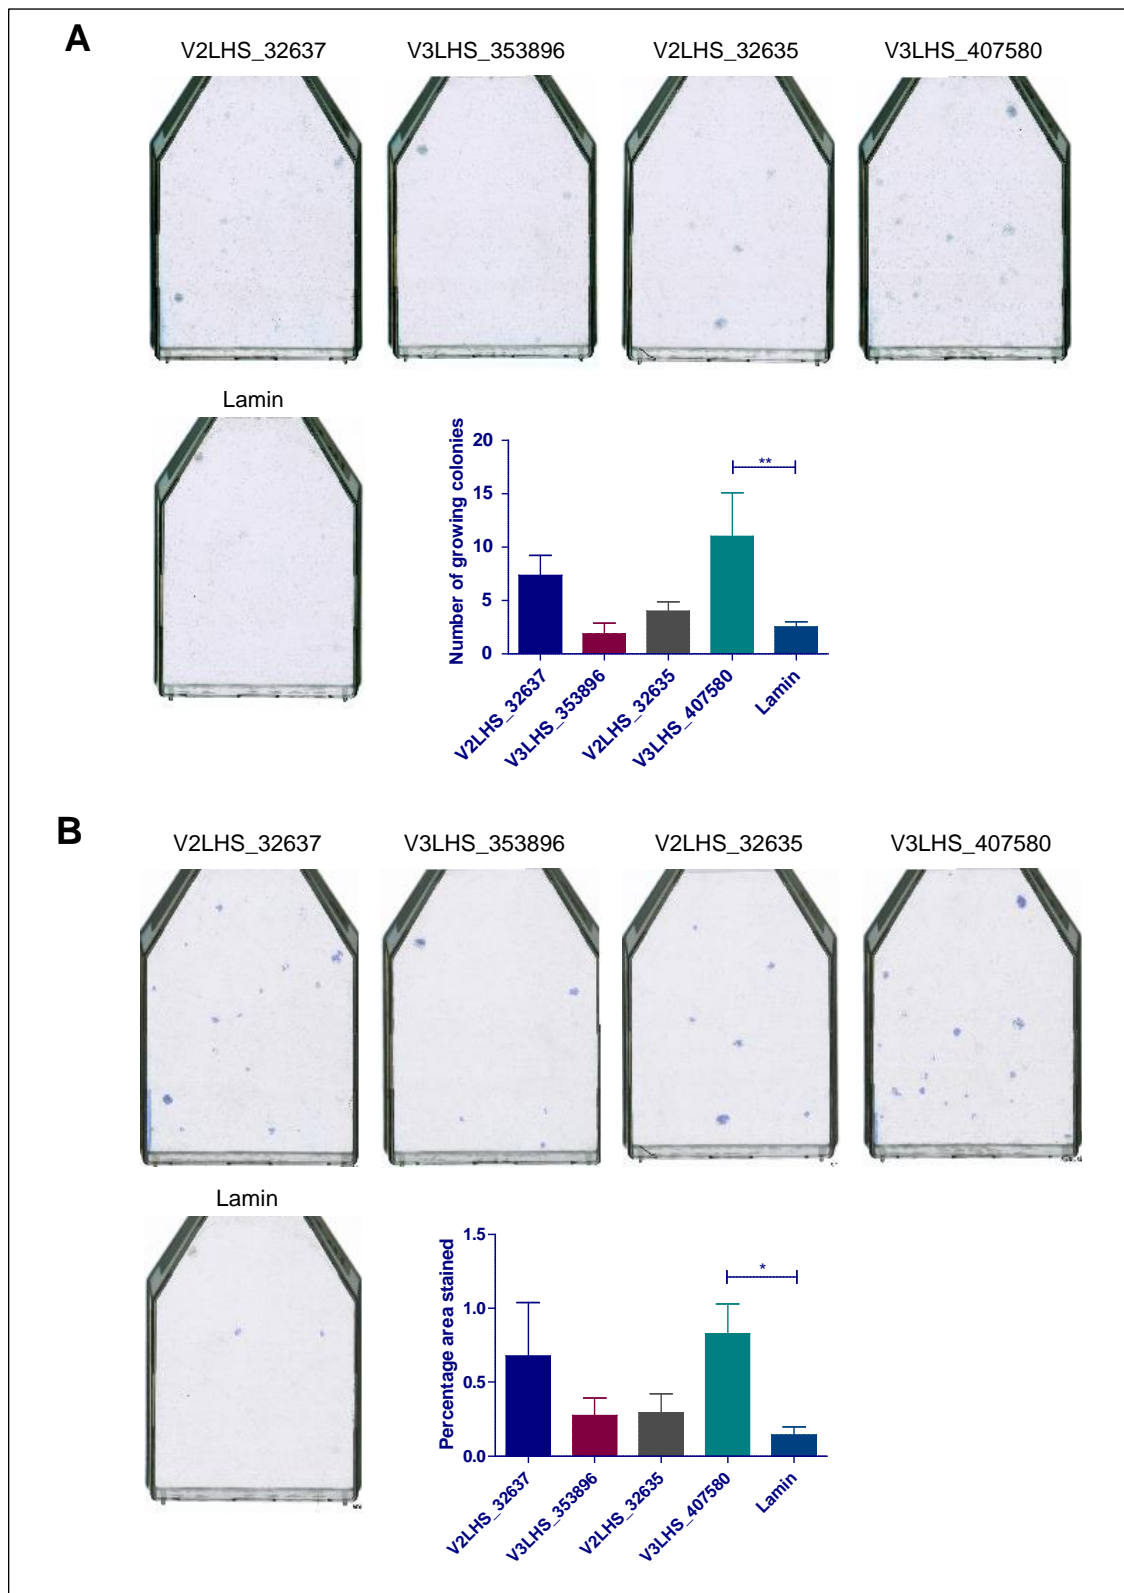 A
V2LHS_32637 V3LHS_353896 V2LHS_32635 V3LHS_407580
Lamin
Number of growing colonies
20
15
10
5
0
**
V2LHS_32637
V3LHS_353896
V2LHS_32635
V3LHS_407580
Lamin
B
V2LHS_32637 V3LHS_353896 V2LHS_32635 V3LHS_407580
Lamin
Percentage area stained
1.5
1.0
0.5
0.0
*
V2LHS_32637
V3LHS_353896
V2LHS_32635
V3LHS_407580
Lamin